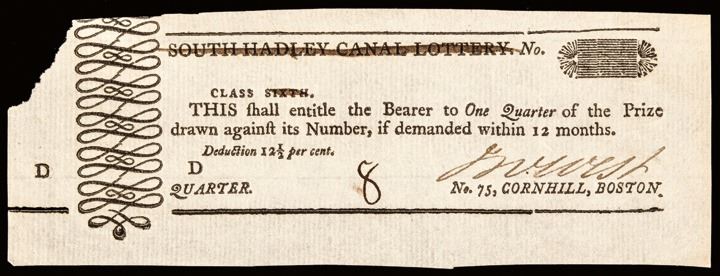 SOUTH HADLEY CANAL LOTTERY. No.
CLASS SIXTH.
THIS ſhall entitle the Bearer to One Quarter of the Prize
drawn againſt its Number, if demanded within 12 months.
Deduction 12½ per cent.
D D
QUARTER. 8 No. 75, CORNHILL, BOSTON.